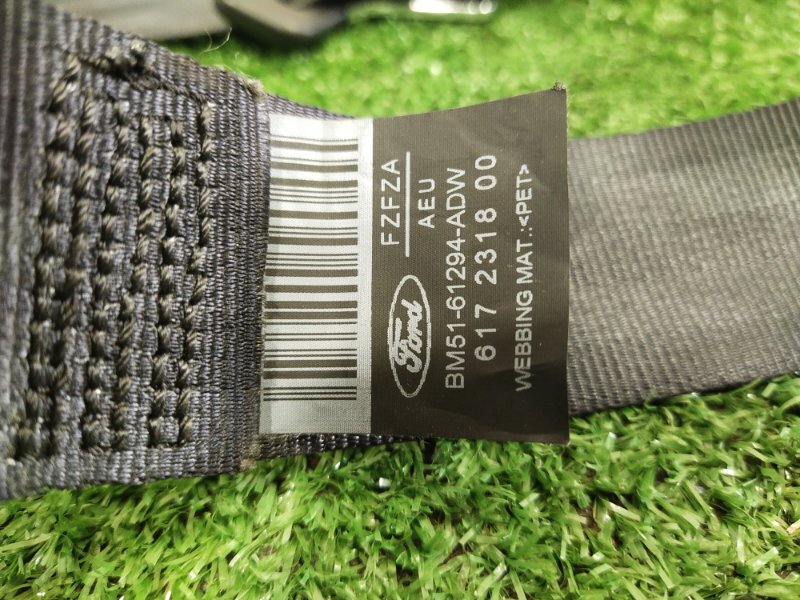 FZFZA
AEU
Ford
BM51-61294-ADW
617 2318 00
WEBBING MAT.:<PET>